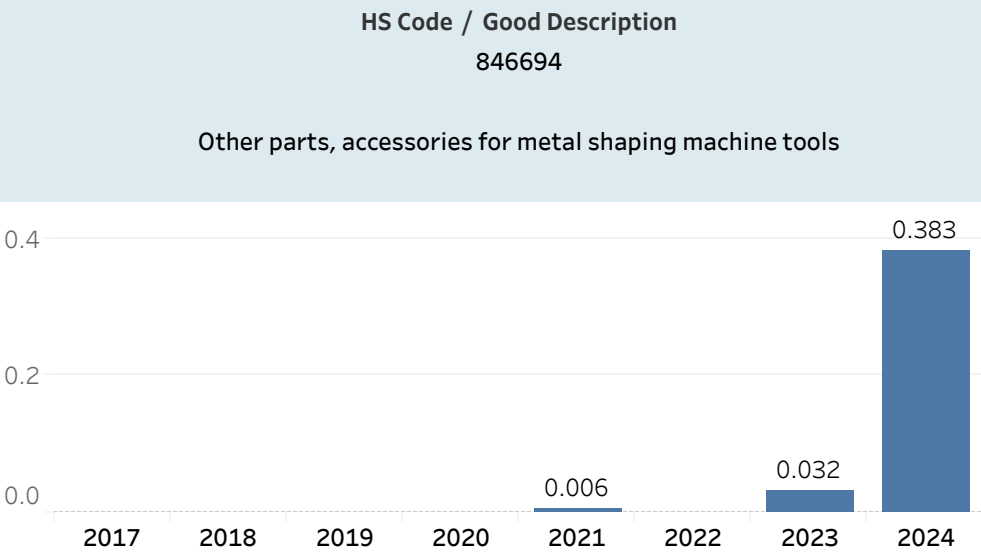 HS Code / Good Description
846694
Other parts, accessories for metal shaping machine tools
0.4
0.383
0.2
0.032
0.006
0.0
2017 2018 2019 2020 2021 2022 2023 2024